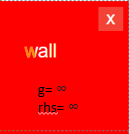 X
wall
g= ∞
rhs= ∞